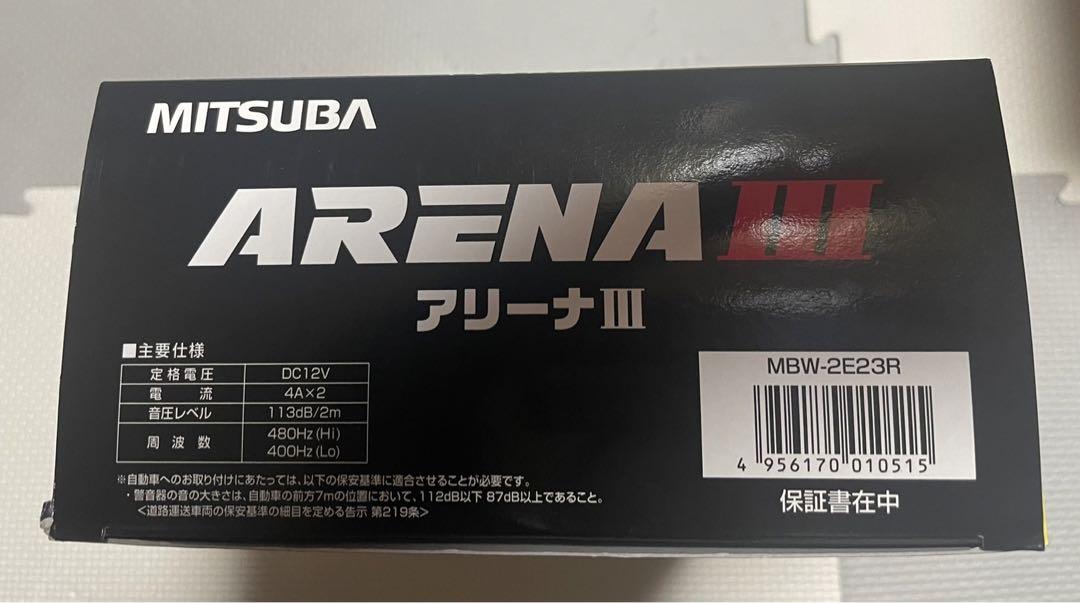 MITSUBA
ARENA III
アリーナIII
■主要仕様
定格電圧 DC12V
電流 4A×2
音圧レベル 113dB/2m
周波数 480Hz(Hi)
400Hz(Lo)
※自動車へのお取り付けにあたっては、以下の保安基準に適合させることが必要です。
・警音器の音の大きさは、自動車の前方7mの位置において、112dB以下 87dB以上であること。
<道路運送車両の保安基準の細目を定める告示 第219条>
MBW-2E23R
4 956170 010515
保証書在中